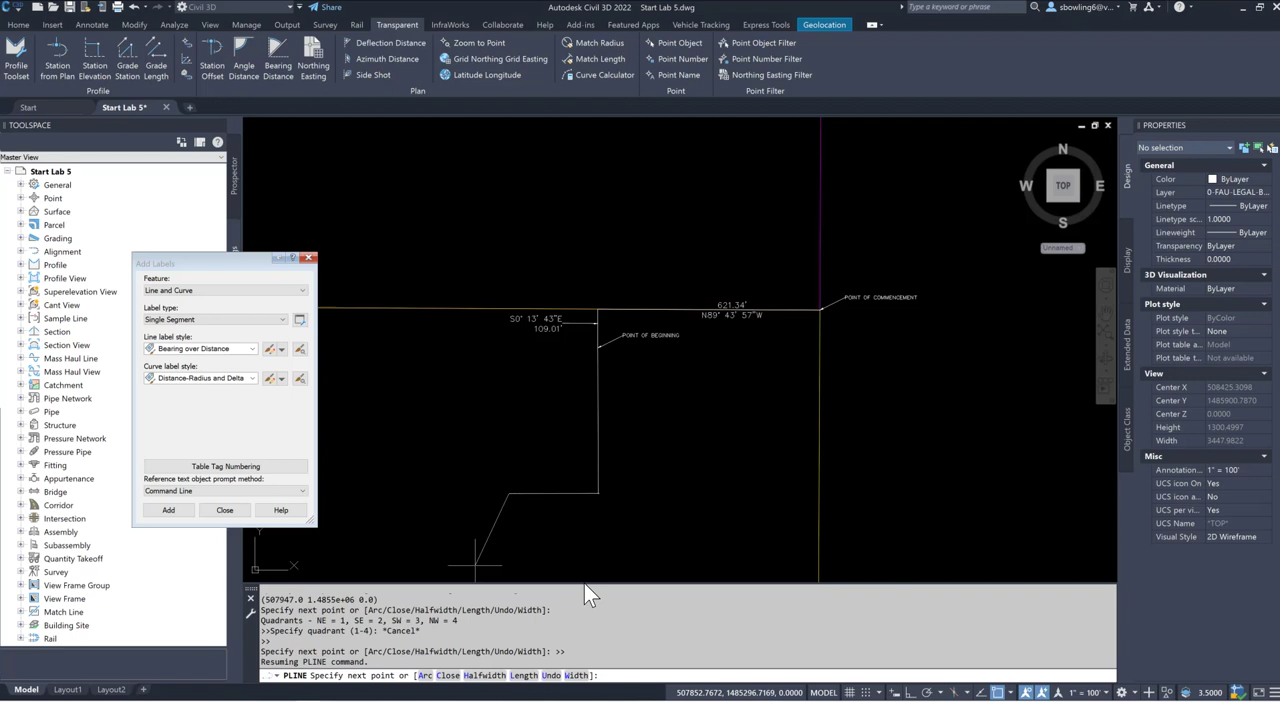 Civil 3D
Share
Autodesk Civil 3D 2022   Start Lab 5.dwg
Type a keyword or phrase
sbowling6@v...
Home Insert Annotate Modify Analyze View Manage Output Survey Rail Transparent InfraWorks Collaborate Help Add-ins Featured Apps Vehicle Tracking Express Tools Geolocation
Profile Toolset
Station from Plan
Station Elevation
Grade Station
Grade Length
Profile
Station Offset
Angle Distance
Bearing Distance
Northing Easting
Deflection Distance
Azimuth Distance
Side Shot
Zoom to Point
Grid Northing Grid Easting
Latitude Longitude
Plan
Match Radius
Match Length
Curve Calculator
Point Object
Point Number
Point Name
Point
Point Object Filter
Point Number Filter
Northing Easting Filter
Point Filter
Start
Start Lab 5*
TOOLSPACE
Master View
Start Lab 5
General
Point
Surface
Parcel
Grading
Alignment
Profile
Profile View
Superelevation View
Cant View
Sample Line
Section
Section View
Mass Haul Line
Mass Haul View
Catchment
Pipe Network
Pipe
Structure
Pressure Network
Pressure Pipe
Fitting
Appurtenance
Bridge
Corridor
Intersection
Assembly
Subassembly
Quantity Takeoff
Survey
View Frame Group
View Frame
Match Line
Building Site
Rail
Prospector
Add Labels
Feature:
Line and Curve
Label type:
Single Segment
Line label style:
Bearing over Distance
Curve label style:
Distance-Radius and Delta
Table Tag Numbering
Reference text object prompt method:
Command Line
Add
Close
Help
621.34'
N89° 43' 57"W
S0° 13' 43"E
109.01'
POINT OF COMMENCEMENT
POINT OF BEGINNING
N
W
TOP
E
S
Unnamed
X
(507947.0 1.4855e+06 0.0)
Specify next point or [Arc/Close/Halfwidth/Length/Undo/Width]:
Quadrants - NE = 1, SE = 2, SW = 3, NW = 4
>>Specify quadrant (1-4): *Cancel*
>>
Specify next point or [Arc/Close/Halfwidth/Length/Undo/Width]: >>
Resuming PLINE command.
PLINE Specify next point or [Arc Close Halfwidth Length Undo Width]:
PROPERTIES
No selection
General
Color ByLayer
Layer 0-FAU-LEGAL-B...
Linetype ByLayer
Linetype sc... 1.0000
Lineweight ByLayer
Transparency ByLayer
Thickness 0.0000
3D Visualization
Material ByLayer
Plot style
Plot style ByColor
Plot style t... None
Plot table a... Model
Plot table t... Not available
View
Center X 508425.3098
Center Y 1485900.7870
Center Z 0.0000
Height 1300.4997
Width 3447.9822
Misc
Annotatio... 1" = 100'
UCS icon On Yes
UCS icon a... No
UCS per vi... Yes
UCS Name *TOP*
Visual Style 2D Wireframe
Design
Display
Extended Data
Object Class
Model
Layout1
Layout2
507852.7672, 1485296.7169, 0.0000
MODEL
1" = 100'
3.5000